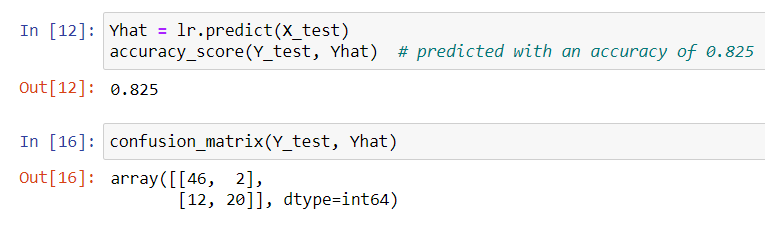 In [12]: Yhat = lr.predict(X_test)
accuracy_score(Y_test, Yhat)  # predicted with an accuracy of 0.825
Out[12]: 0.825
In [16]: confusion_matrix(Y_test, Yhat)
Out[16]: array([[46,  2],
[12, 20]], dtype=int64)